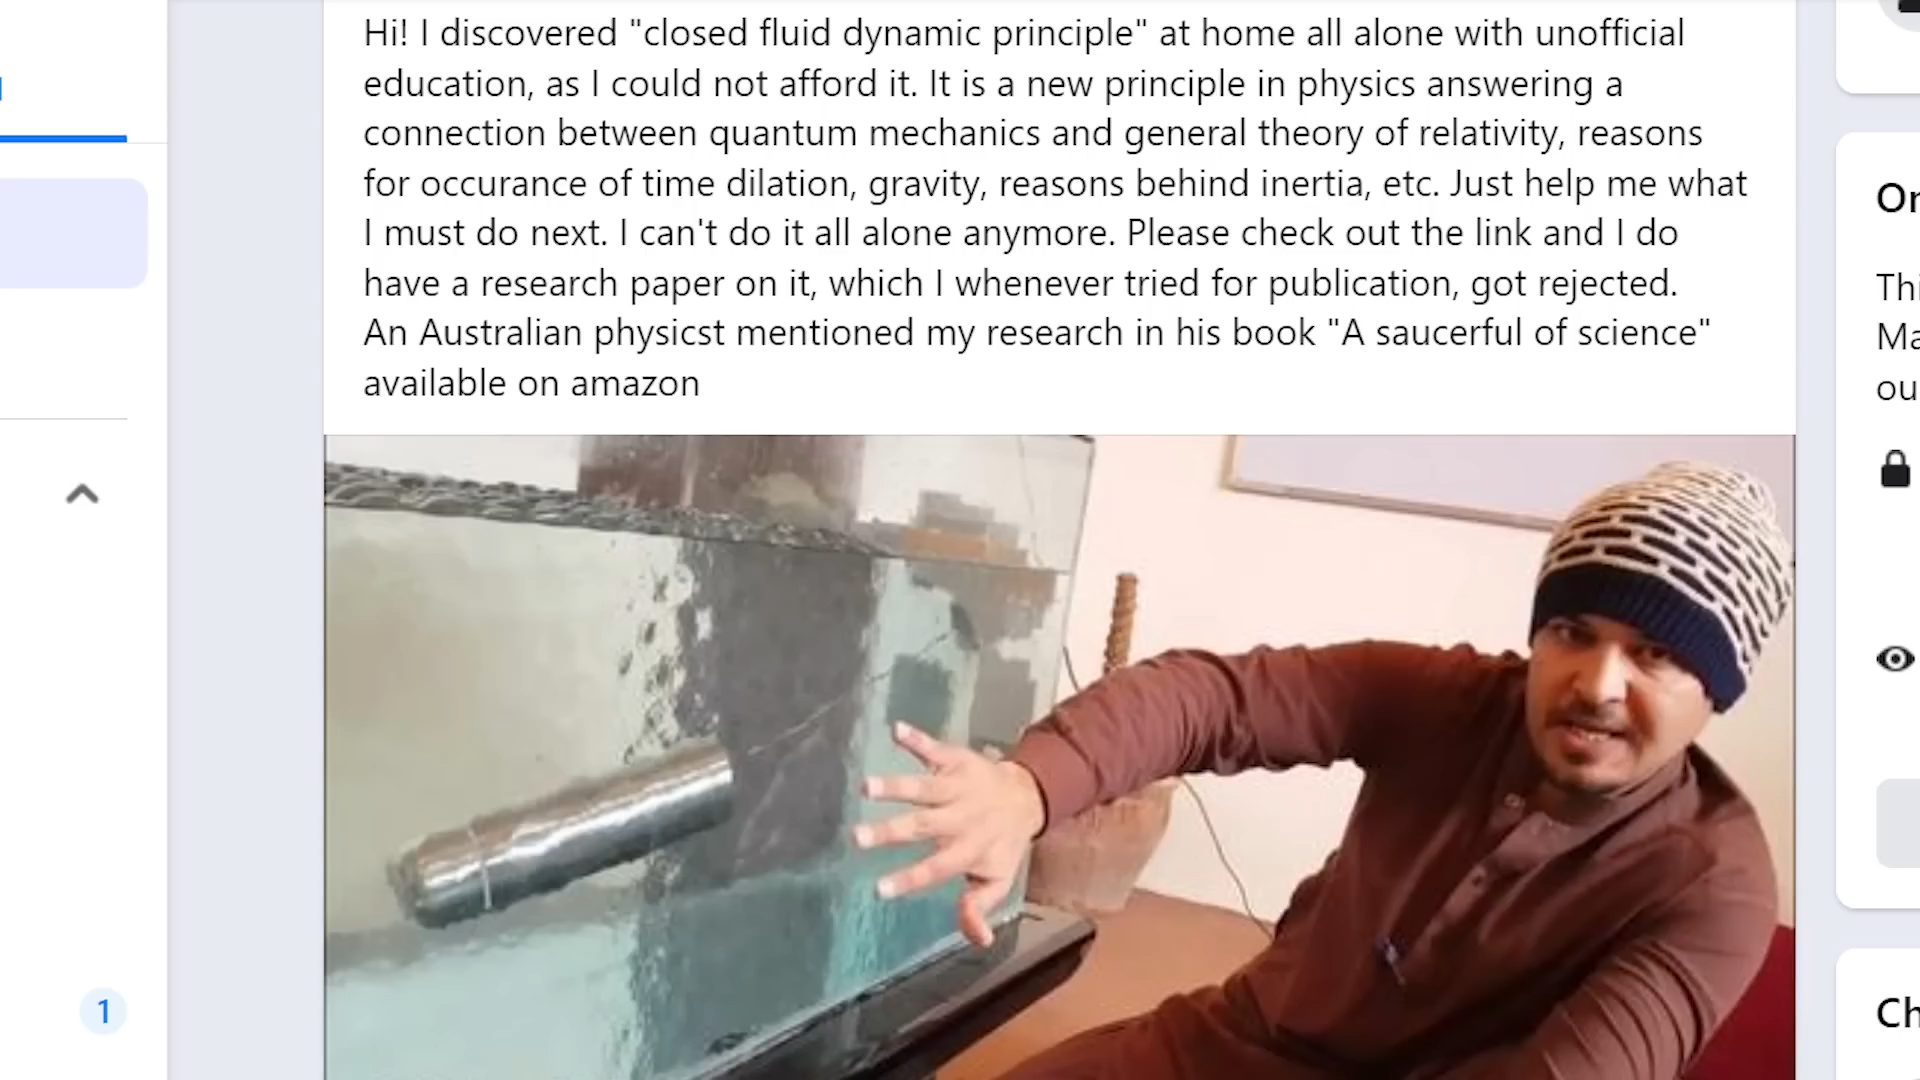 Hi! I discovered "closed fluid dynamic principle" at home all alone with unofficial
education, as I could not afford it. It is a new principle in physics answering a
connection between quantum mechanics and general theory of relativity, reasons
for occurance of time dilation, gravity, reasons behind inertia, etc. Just help me what
I must do next. I can't do it all alone anymore. Please check out the link and I do
have a research paper on it, which I whenever tried for publication, got rejected.
An Australian physicst mentioned my research in his book "A saucerful of science"
available on amazon
1